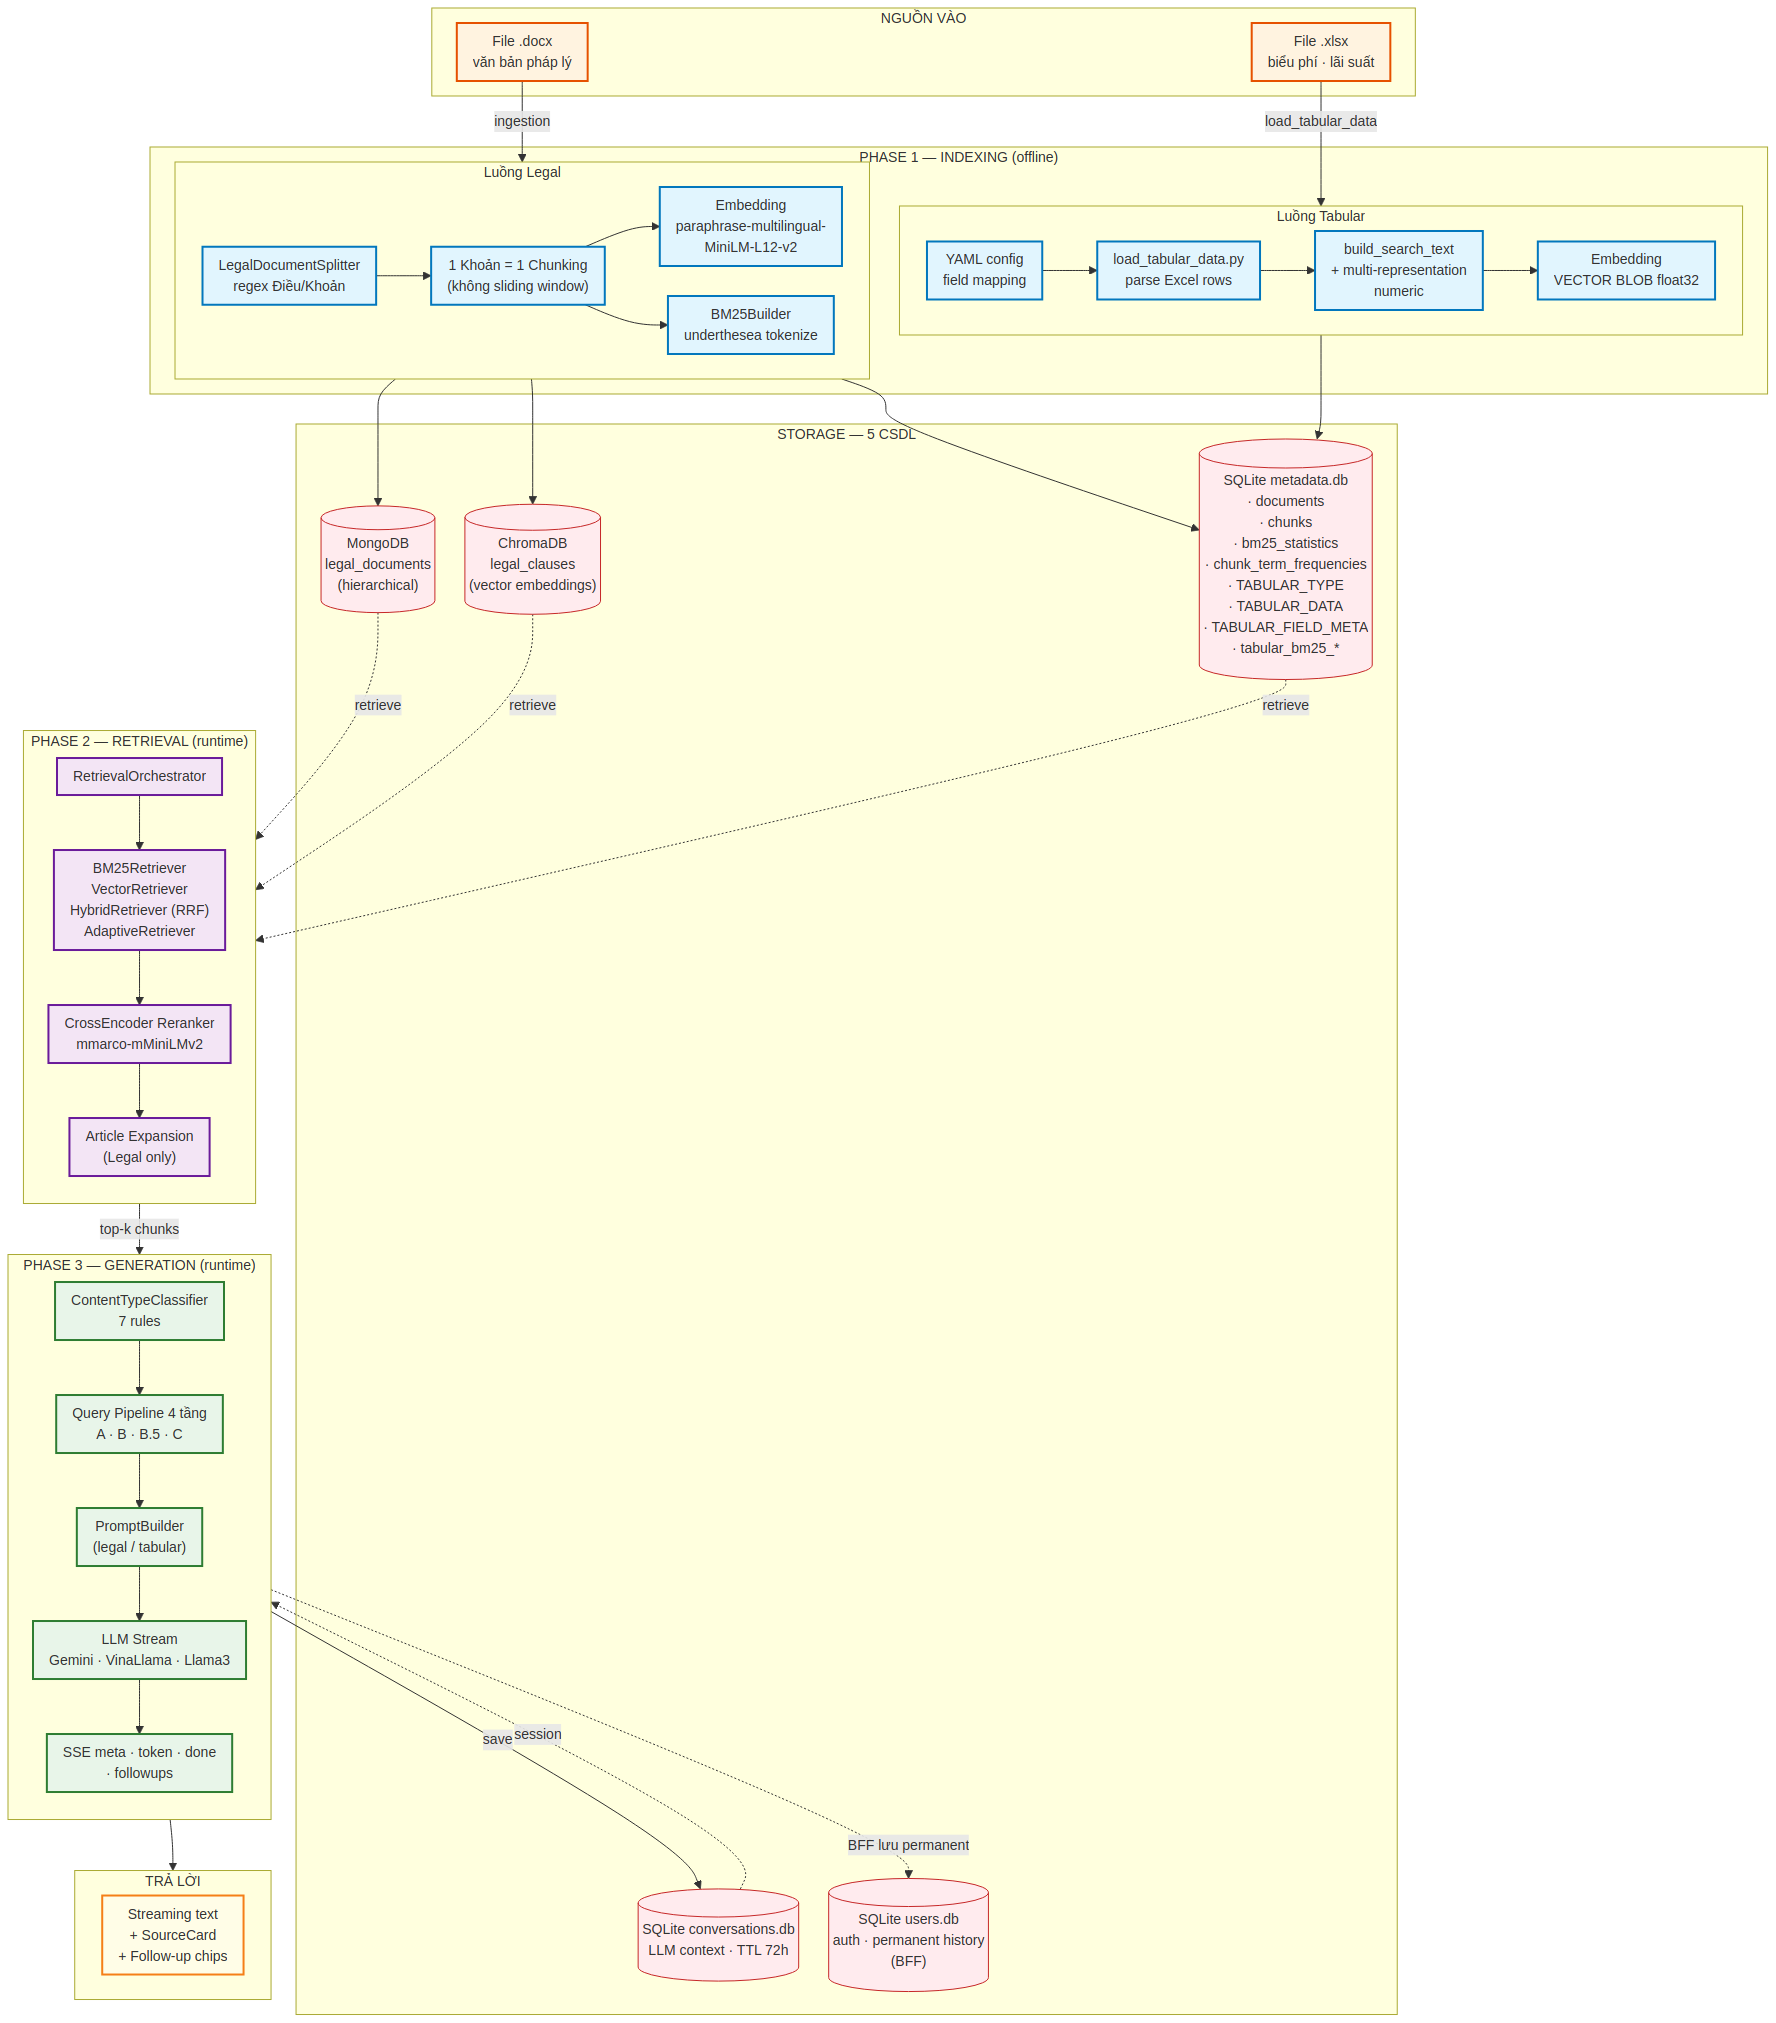 NGUỒN VÀO
File .docx
văn bản pháp lý
File .xlsx
biểu phí · lãi suất
ingestion
load_tabular_data
PHASE 1 — INDEXING (offline)
Luồng Legal
LegalDocumentSplitter
regex Điều/Khoản
1 Khoản = 1 Chunking
(không sliding window)
Embedding
paraphrase-multilingual-
MiniLM-L12-v2
BM25Builder
underthesea tokenize
Luồng Tabular
YAML config
field mapping
load_tabular_data.py
parse Excel rows
build_search_text
+ multi-representation
numeric
Embedding
VECTOR BLOB float32
STORAGE — 5 CSDL
MongoDB
legal_documents
(hierarchical)
ChromaDB
legal_clauses
(vector embeddings)
SQLite metadata.db
· documents
· chunks
· bm25_statistics
· chunk_term_frequencies
· TABULAR_TYPE
· TABULAR_DATA
· TABULAR_FIELD_META
· tabular_bm25_*
retrieve
retrieve
retrieve
PHASE 2 — RETRIEVAL (runtime)
RetrievalOrchestrator
BM25Retriever
VectorRetriever
HybridRetriever (RRF)
AdaptiveRetriever
CrossEncoder Reranker
mmarco-mMiniLMv2
Article Expansion
(Legal only)
top-k chunks
PHASE 3 — GENERATION (runtime)
ContentTypeClassifier
7 rules
Query Pipeline 4 tầng
A · B · B.5 · C
PromptBuilder
(legal / tabular)
LLM Stream
Gemini · VinaLlama · Llama3
SSE meta · token · done
· followups
save
session
BFF lưu permanent
SQLite conversations.db
LLM context · TTL 72h
SQLite users.db
auth · permanent history
(BFF)
TRẢ LỜI
Streaming text
+ SourceCard
+ Follow-up chips